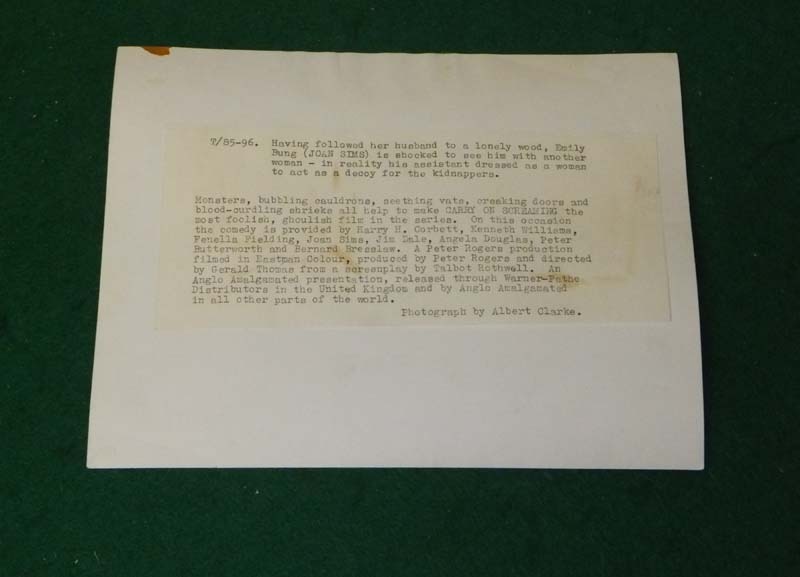 T/85-96. Having followed her husband to a lonely wood, Emily
Bung (JOAN SIMS) is shocked to see him with another
woman - in reality his assistant dressed as a woman
to act as a decoy for the kidnappers.
Monsters, bubbling cauldrons, seething vats, creaking doors and
blood-curdling shrieks all help to make CARRY ON SCREAMING the
most foolish, ghoulish film in the series. On this occasion
the comedy is provided by Harry H. Corbett, Kenneth Williams,
Fenella Fielding, Joan Sims, Jim Dale, Angela Douglas, Peter
Butterworth and Bernard Bresslaw. A Peter Rogers production
filmed in Eastman Colour, produced by Peter Rogers and directed
by Gerald Thomas from a screenplay by Talbot Rothwell. An
Anglo Amalgamated presentation, released through Warner-Pathe
Distributors in the United Kingdom and by Anglo Amalgamated
in all other parts of the world.
Photograph by Albert Clarke.